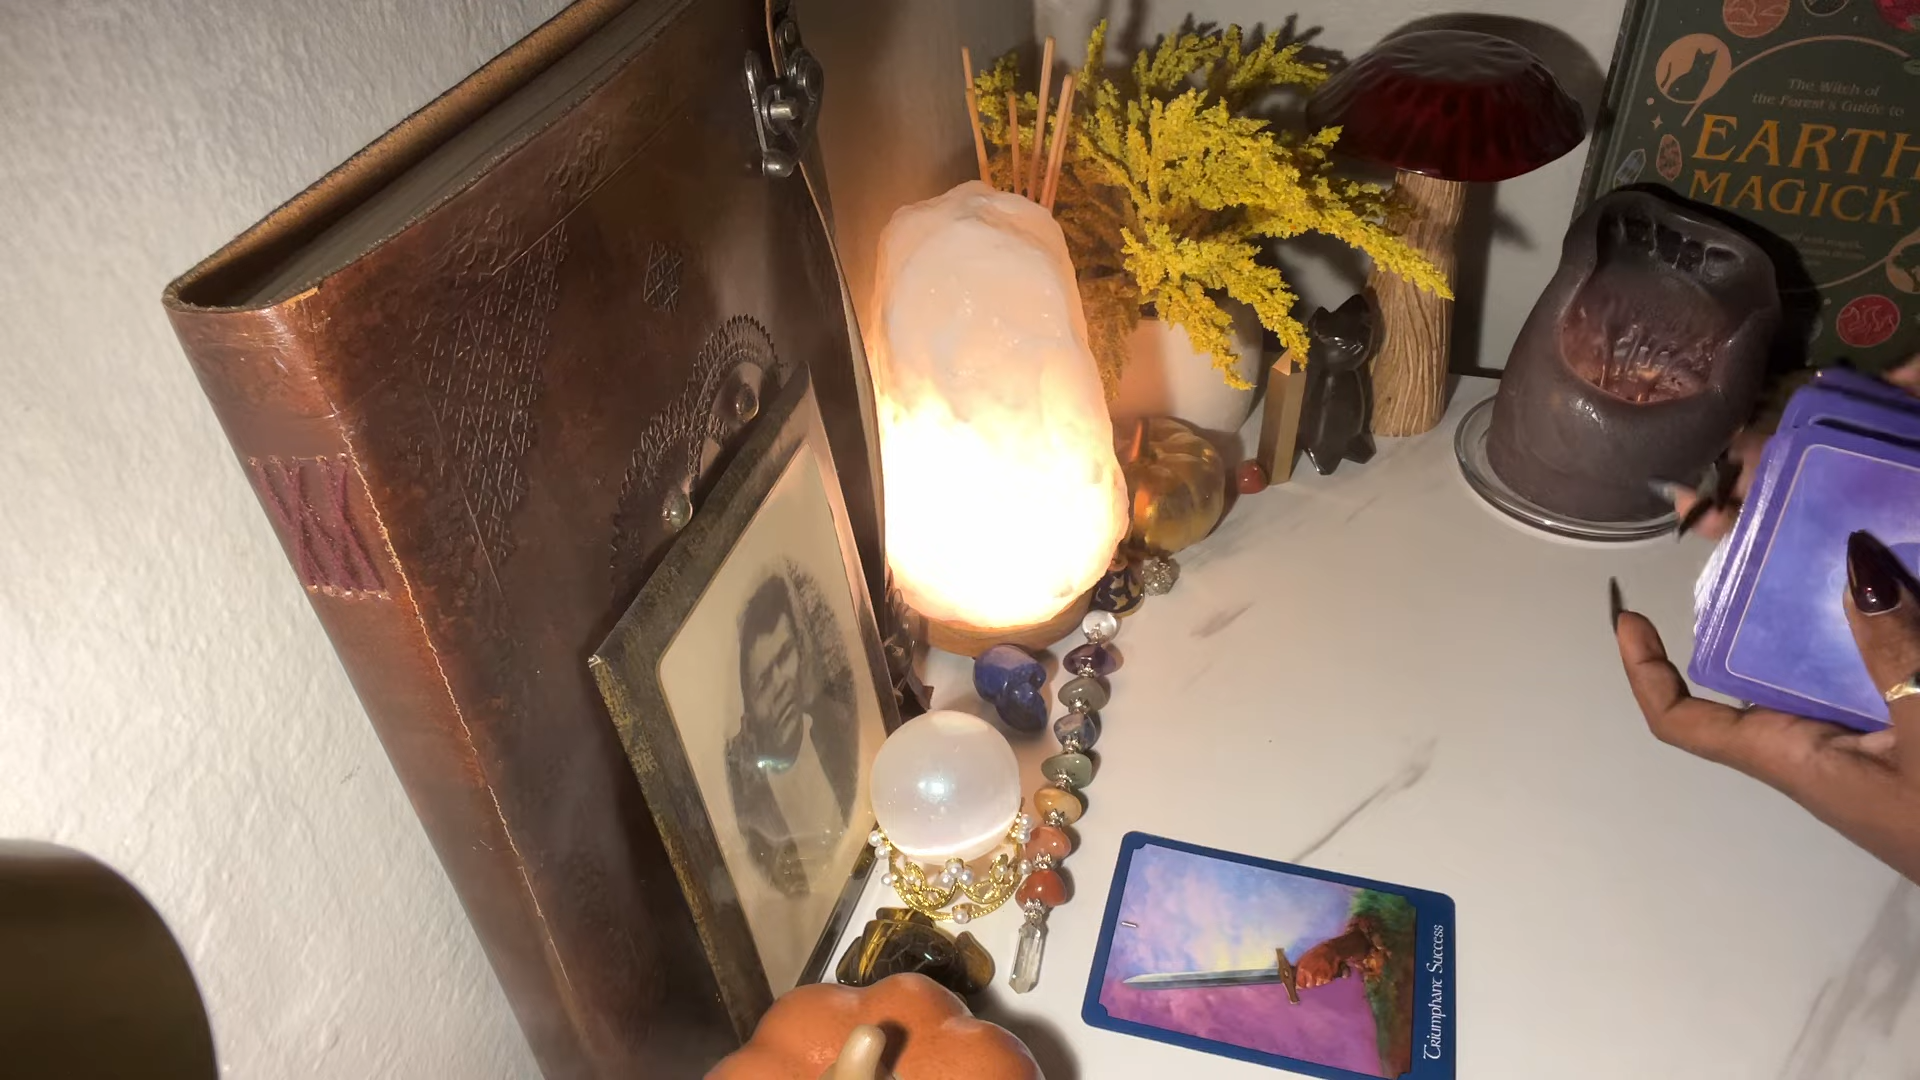 The Witch of
the Forest's Guide to
EARTH
MAGICK
I
Triumphant Success